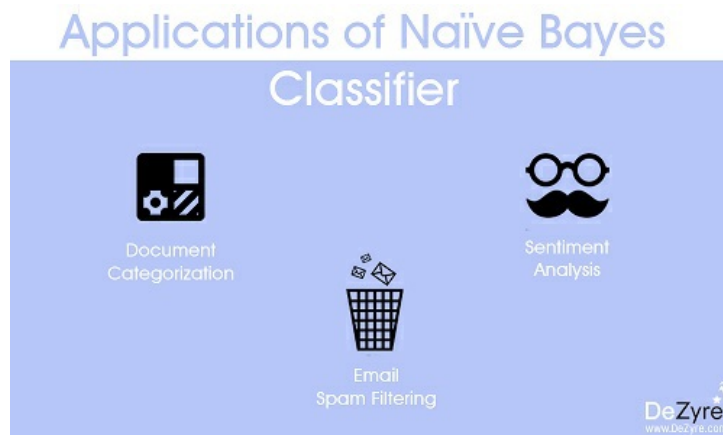 Applications of Naïve Bayes
Classifier
Document
Categorization
Sentiment
Analysis
Email
Spam Filtering
DeZyre
www.DeZyre.com